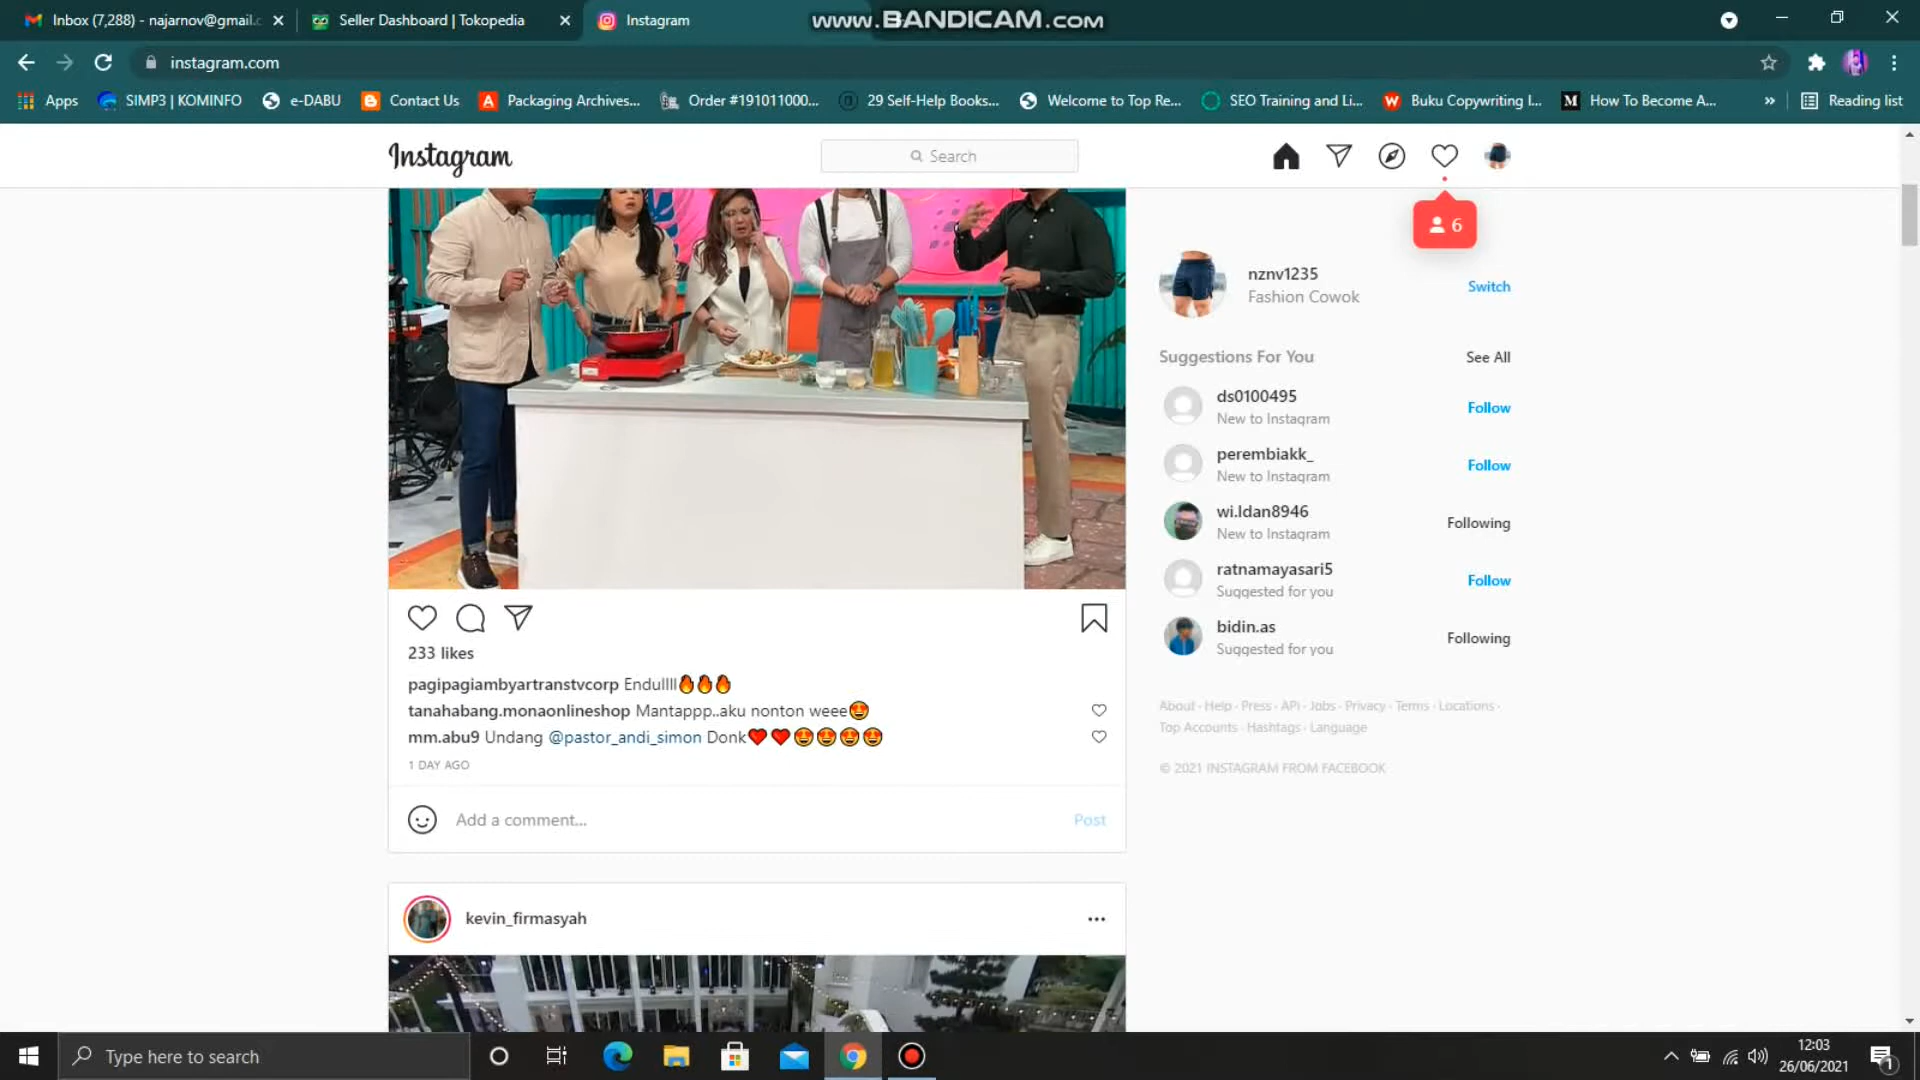 Inbox (7,288) - najarnov@gmail.c
Seller Dashboard | Tokopedia
Instagram
www.BANDICAM.com
instagram.com
Apps
SIMP3 | KOMINFO
e-DABU
Contact Us
Packaging Archives...
Order #191011000...
29 Self-Help Books...
Welcome to Top Re...
SEO Training and Li...
Buku Copywriting I...
How To Become A...
»
Reading list
Instagram
Search
6
nznv1235
Fashion Cowok
Switch
Suggestions For You
See All
ds0100495
New to Instagram
Follow
perembiakk_
New to Instagram
Follow
wi.ldan8946
New to Instagram
Following
ratnamayasari5
Suggested for you
Follow
bidin.as
Suggested for you
Following
About · Help · Press · API · Jobs · Privacy · Terms · Locations ·
Top Accounts · Hashtags · Language
© 2021 INSTAGRAM FROM FACEBOOK
233 likes
pagipagiambyartranstvcorp Endullll🔥🔥🔥
tanahabang.monaonlineshop Mantappp..aku nonton weee😍
mm.abu9 Undang @pastor_andi_simon Donk❤️❤️😍😍😍😍
1 DAY AGO
Add a comment...
Post
kevin_firmasyah
Type here to search
12:03
26/06/2021
1